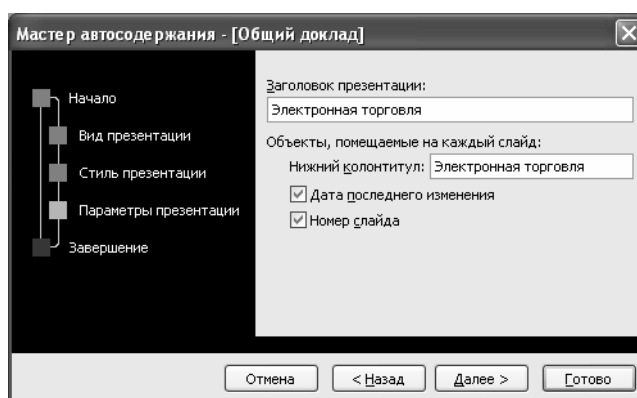 Мастер автосодержания - [Общий доклад]
Начало
Вид презентации
Стиль презентации
Параметры презентации
Завершение
Заголовок презентации:
Электронная торговля
Объекты, помещаемые на каждый слайд:
Нижний колонтитул: Электронная торговля
Дата последнего изменения
Номер слайда
Отмена < Назад Далее > Готово